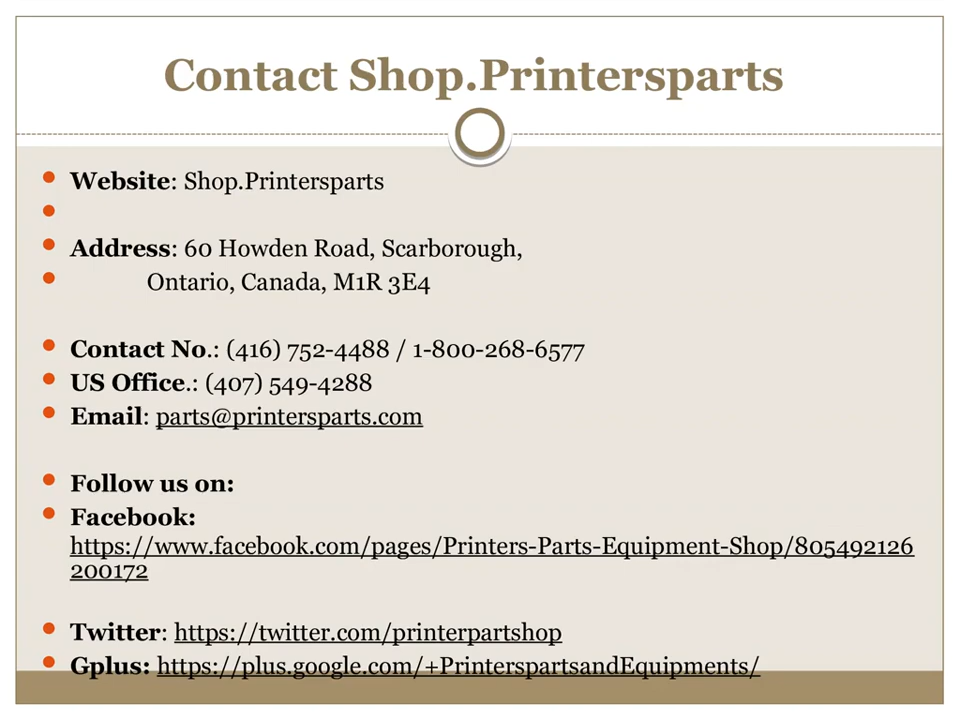 Contact Shop.Printersparts
Website: Shop.Printersparts
Address: 60 Howden Road, Scarborough,
Ontario, Canada, M1R 3E4
Contact No.: (416) 752-4488 / 1-800-268-6577
US Office.: (407) 549-4288
Email: parts@printersparts.com
Follow us on:
Facebook:
https://www.facebook.com/pages/Printers-Parts-Equipment-Shop/805492126
200172
Twitter: https://twitter.com/printerpartshop
Gplus: https://plus.google.com/+PrinterspartsandEquipments/